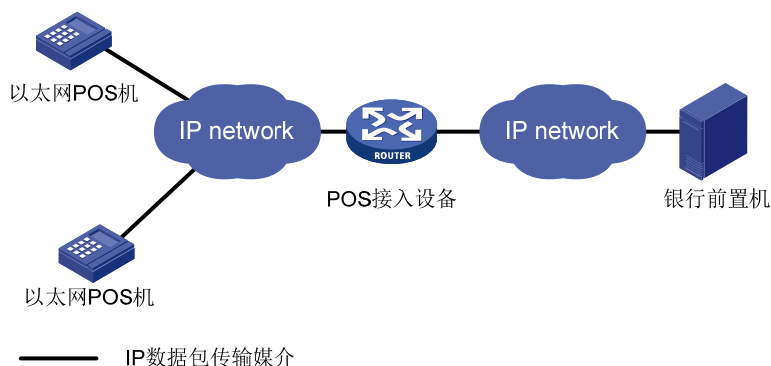 以太网POS机
IP network
ROUTER
IP network
POS接入设备
银行前置机
以太网POS机
IP数据包传输媒介